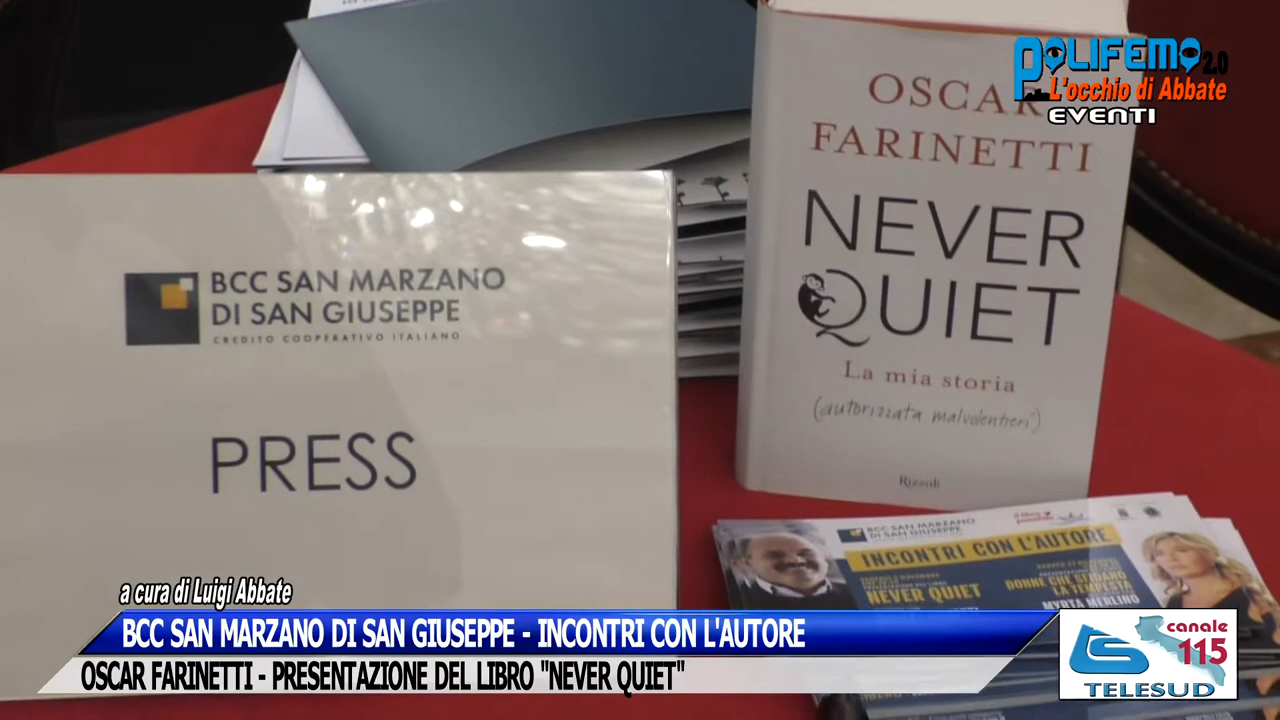 POLIFEMO 2.0
L'occhio di Abbate
EVENTI
OSCAR
FARINETTI
NEVER
QUIET
La mia storia
(autorizzata malvolentieri)
Rizzoli
BCC SAN MARZANO
DI SAN GIUSEPPE
CREDITO COOPERATIVO ITALIANO
PRESS
BCC SAN MARZANO
DI SAN GIUSEPPE
INCONTRI CON L'AUTORE
NEVER QUIET
DONNE CHE SFIDANO
LA TEMPESTA
MYRTA MERLINO
a cura di Luigi Abbate
BCC SAN MARZANO DI SAN GIUSEPPE - INCONTRI CON L'AUTORE
OSCAR FARINETTI - PRESENTAZIONE DEL LIBRO "NEVER QUIET"
canale
115
TELESUD